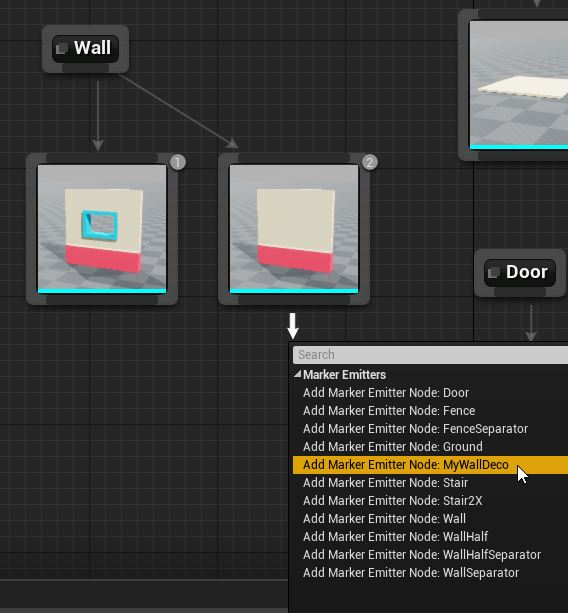 Wall
1
2
Door
Search
Marker Emitters
Add Marker Emitter Node: Door
Add Marker Emitter Node: Fence
Add Marker Emitter Node: FenceSeparator
Add Marker Emitter Node: Ground
Add Marker Emitter Node: MyWallDeco
Add Marker Emitter Node: Stair
Add Marker Emitter Node: Stair2X
Add Marker Emitter Node: Wall
Add Marker Emitter Node: WallHalf
Add Marker Emitter Node: WallHalfSeparator
Add Marker Emitter Node: WallSeparator